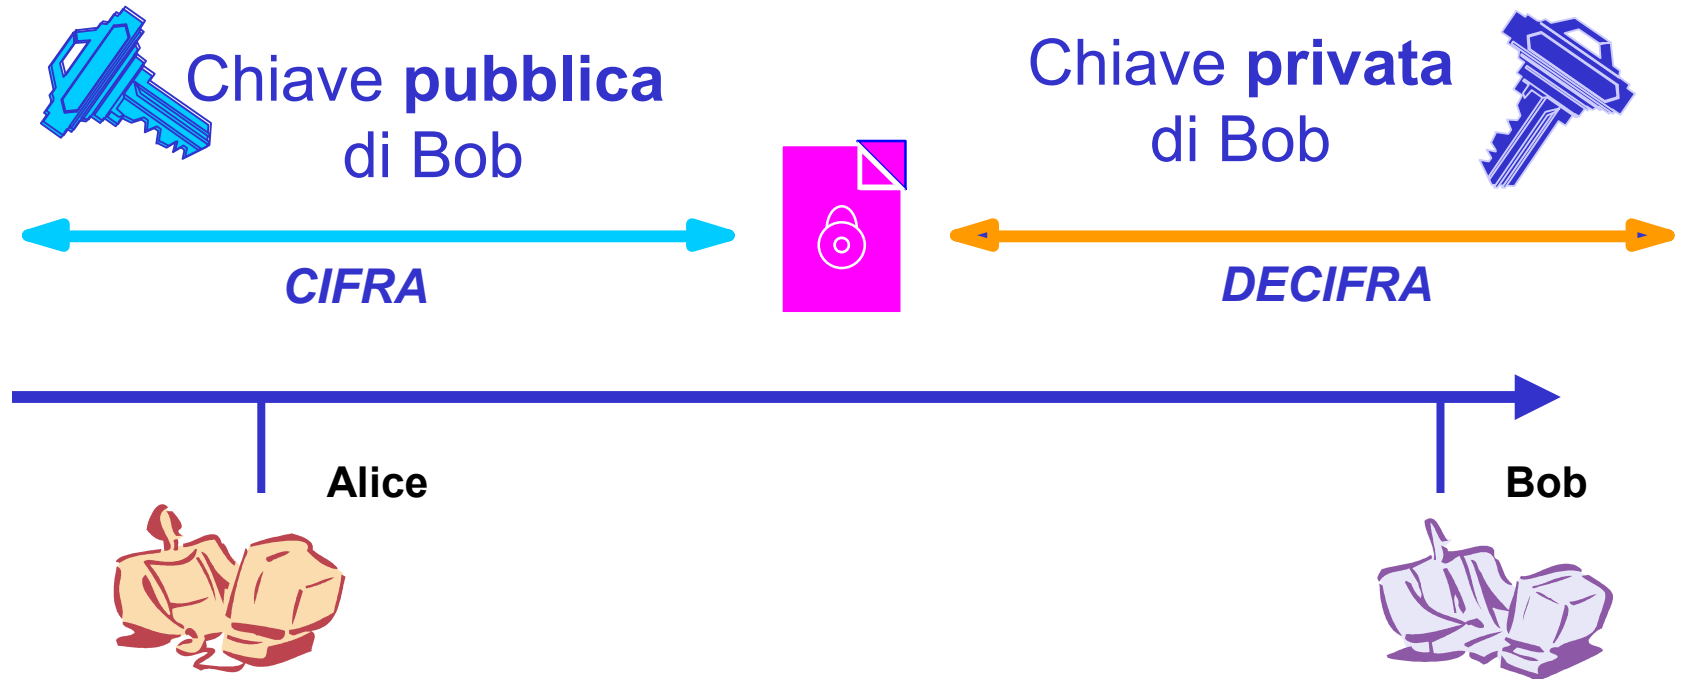 Chiave pubblica
di Bob
Chiave privata
di Bob
CIFRA
DECIFRA
Alice
Bob